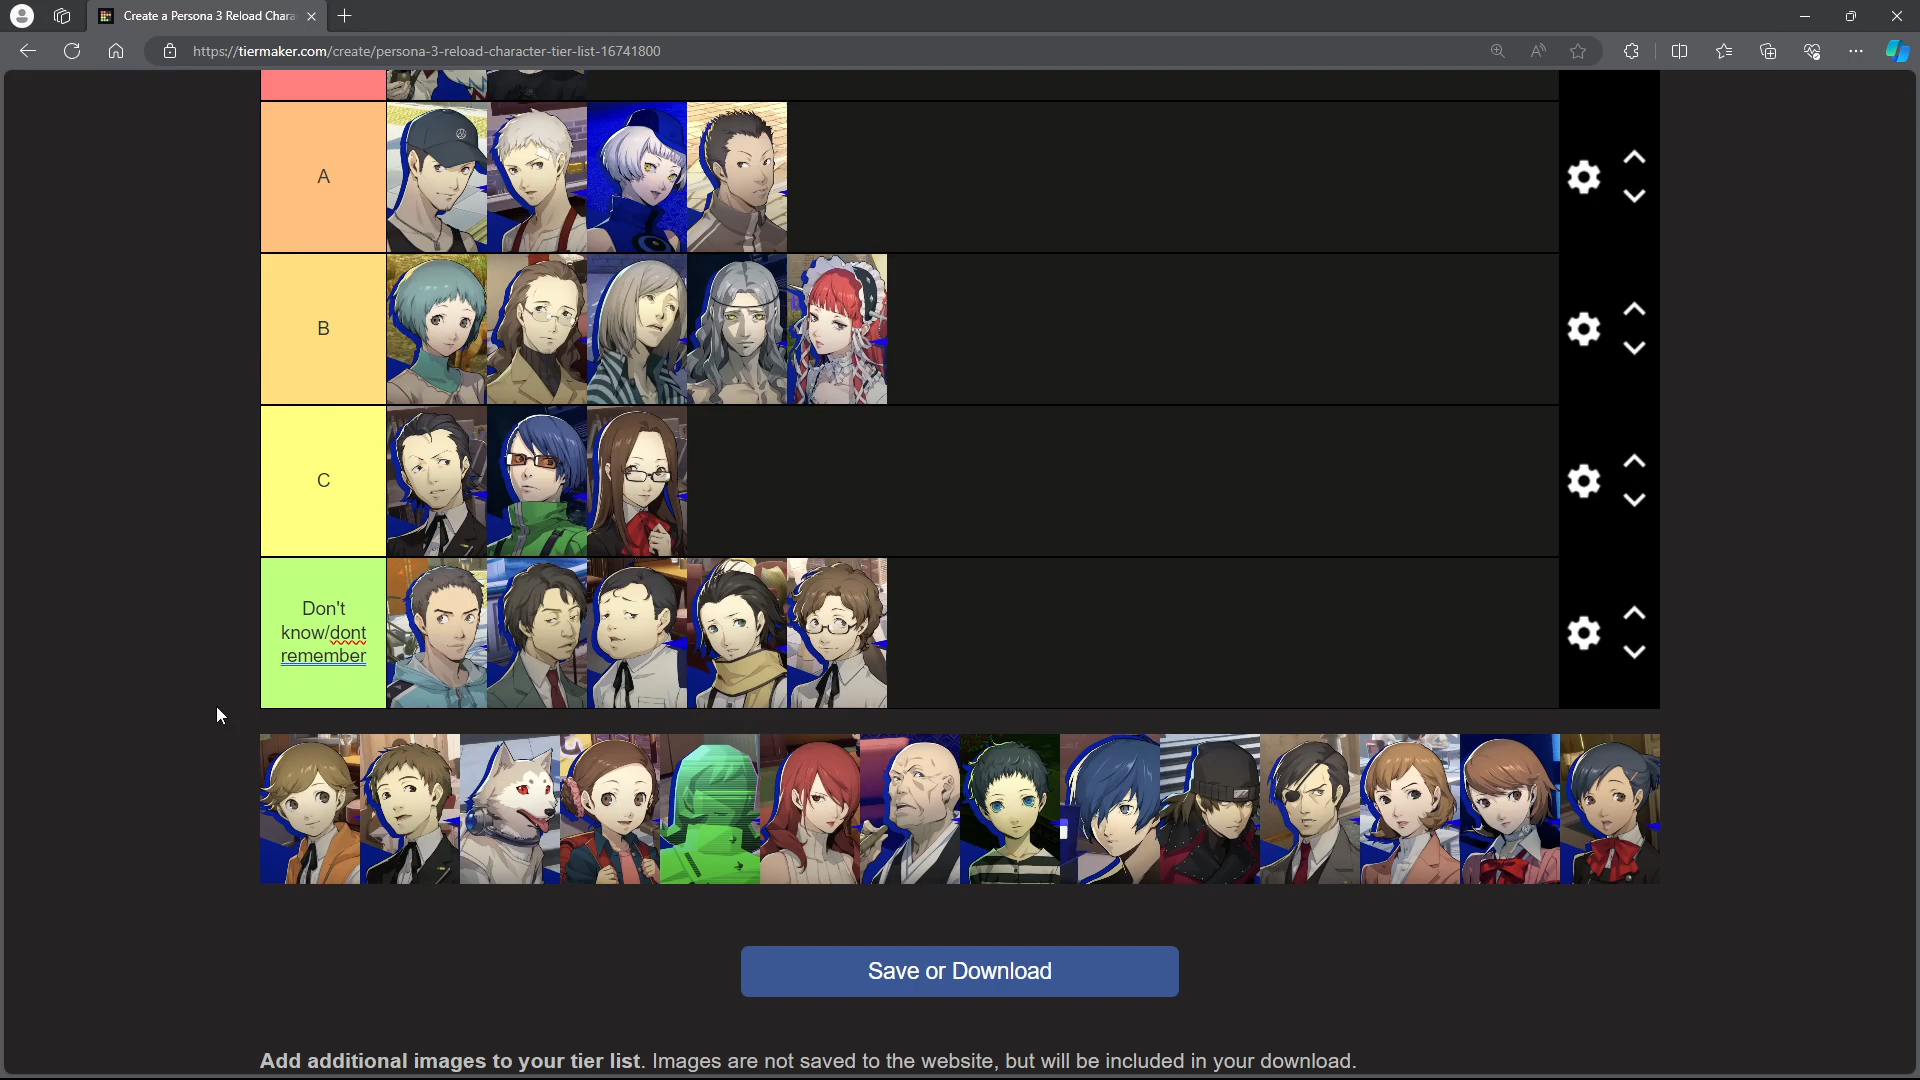 Create a Persona 3 Reload Chara
https://tiermaker.com/create/persona-3-reload-character-tier-list-16741800
A
B
C
Don't
know/dont
remember
Save or Download
Add additional images to your tier list. Images are not saved to the website, but will be included in your download.